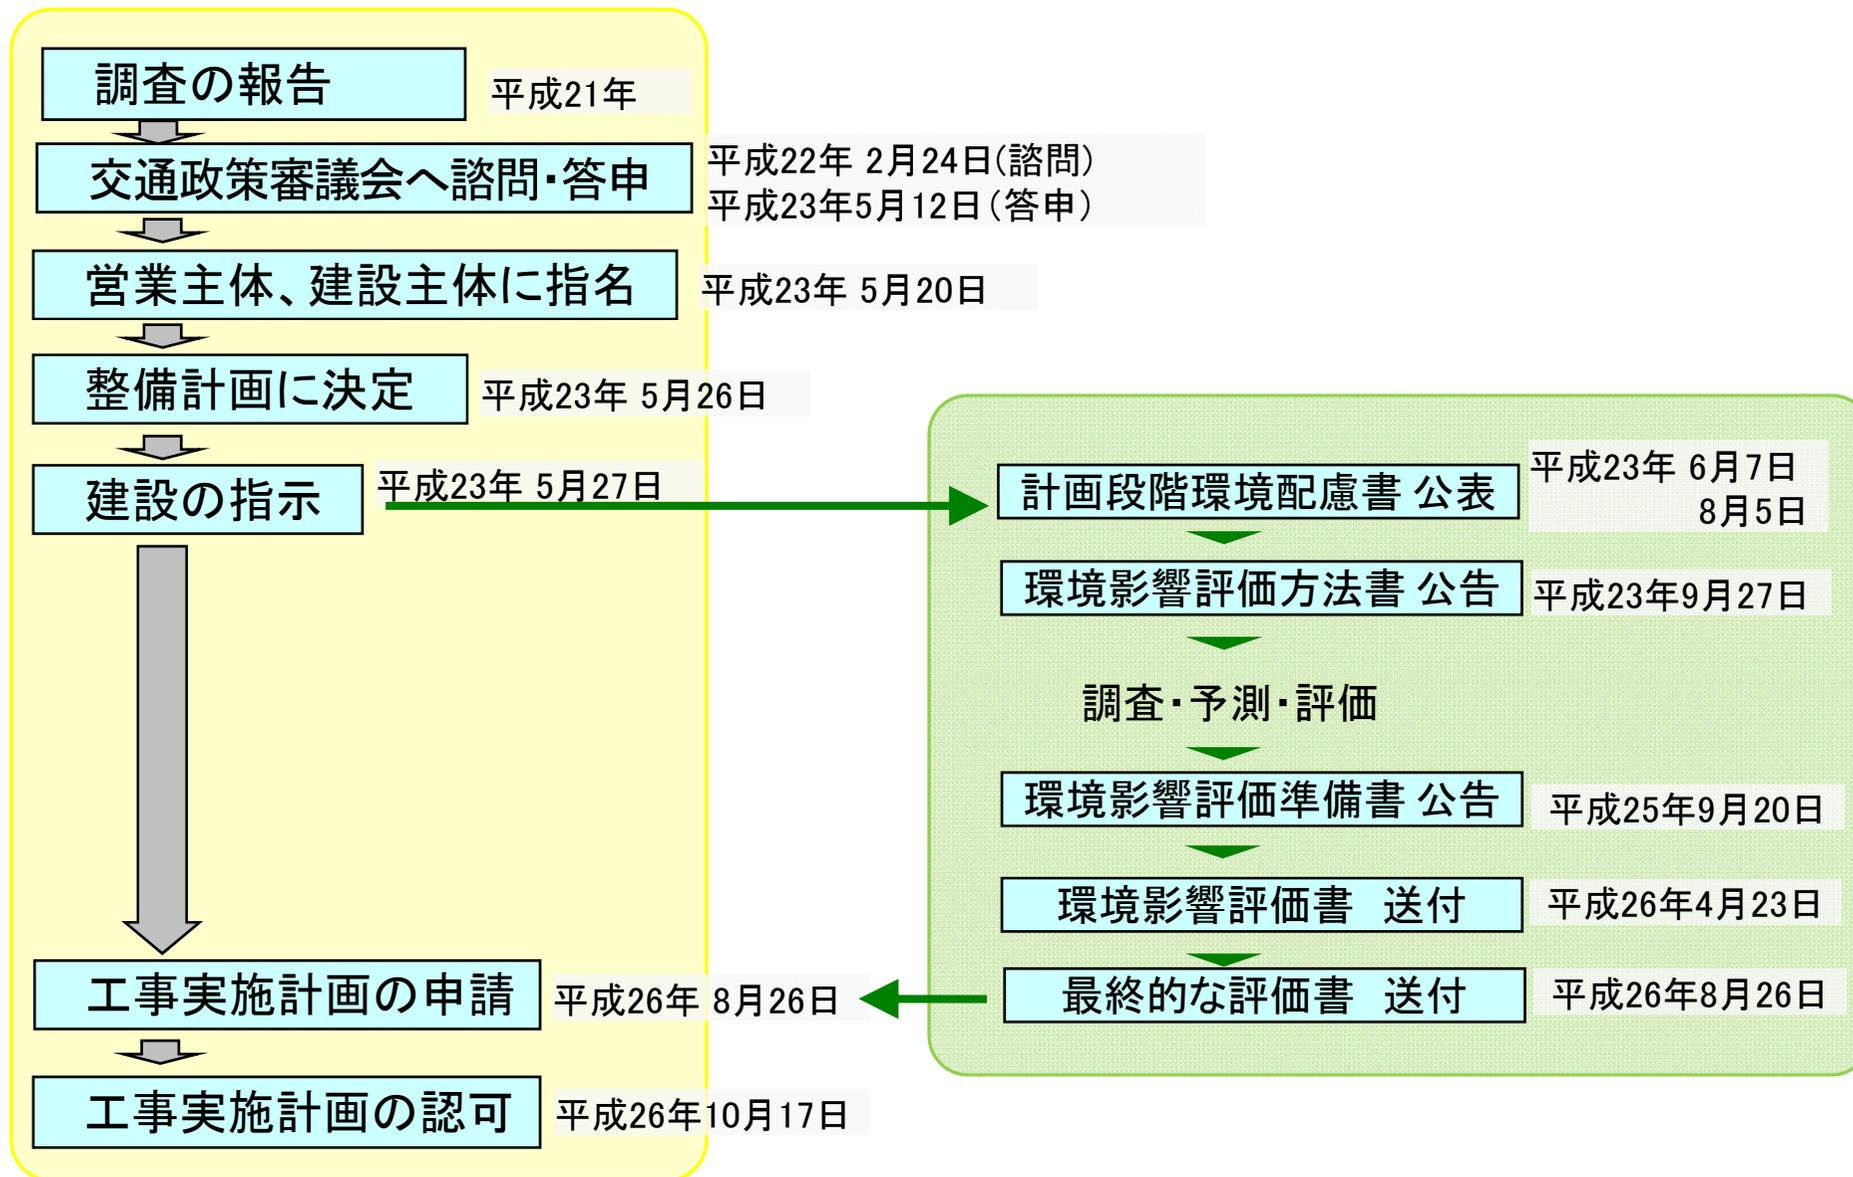 調査の報告
平成21年
交通政策審議会へ諮問・答申
平成22年 2月24日(諮問)
平成23年5月12日(答申)
営業主体、建設主体に指名
平成23年 5月20日
整備計画に決定
平成23年 5月26日
建設の指示
平成23年 5月27日
工事実施計画の申請
平成26年 8月26日
工事実施計画の認可
平成26年10月17日
計画段階環境配慮書 公表
平成23年 6月7日
8月5日
環境影響評価方法書 公告
平成23年9月27日
調査・予測・評価
環境影響評価準備書 公告
平成25年9月20日
環境影響評価書 送付
平成26年4月23日
最終的な評価書 送付
平成26年8月26日